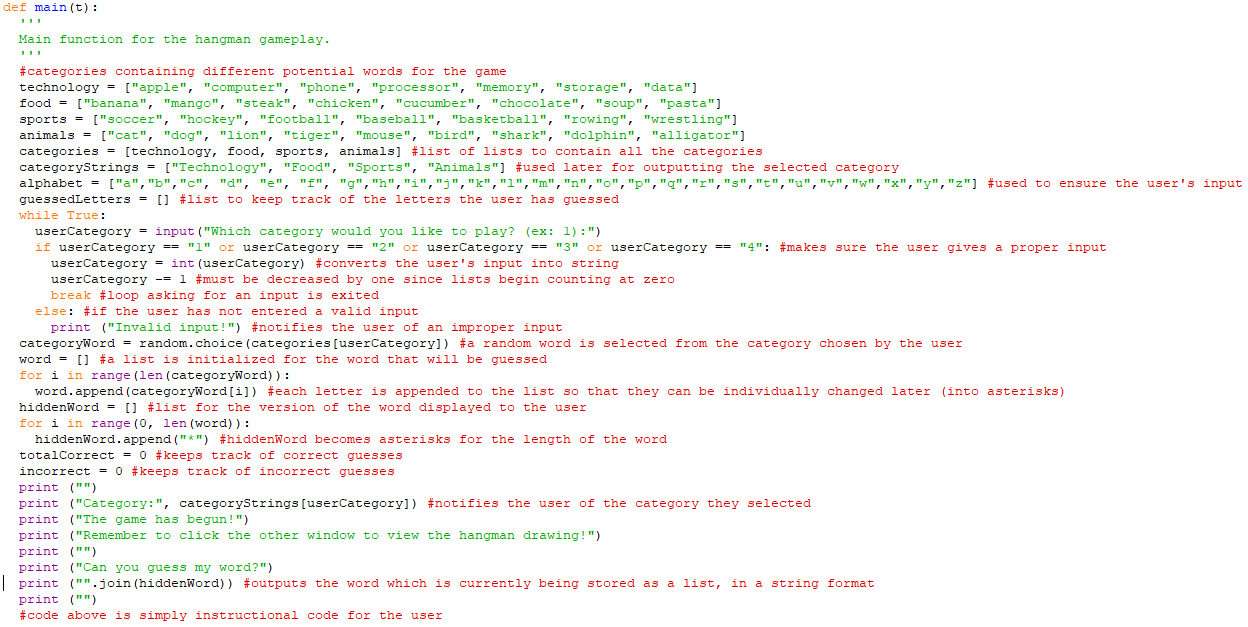 def main(t):
  '''
  Main function for the hangman gameplay.
  '''
  #categories containing different potential words for the game
  technology = ["apple", "computer", "phone", "processor", "memory", "storage", "data"]
  food = ["banana", "mango", "steak", "chicken", "cucumber", "chocolate", "soup", "pasta"]
  sports = ["soccer", "hockey", "football", "baseball", "basketball", "rowing", "wrestling"]
  animals = ["cat", "dog", "lion", "tiger", "mouse", "bird", "shark", "dolphin", "alligator"]
  categories = [technology, food, sports, animals] #list of lists to contain all the categories
  categoryStrings = ["Technology", "Food", "Sports", "Animals"] #used later for outputting the selected category
  alphabet = ["a","b","c", "d", "e", "f", "g","h","i","j","k","l","m","n","o","p","q","r","s","t","u","v","w","x","y","z"] #used to ensure the user's input
  guessedLetters = [] #list to keep track of the letters the user has guessed
  while True:
    userCategory = input("Which category would you like to play? (ex: 1):")
    if userCategory == "1" or userCategory == "2" or userCategory == "3" or userCategory == "4": #makes sure the user gives a proper input
      userCategory = int(userCategory) #converts the user's input into string
      userCategory -= 1 #must be decreased by one since lists begin counting at zero
      break #loop asking for an input is exited
    else: #if the user has not entered a valid input
      print ("Invalid input!") #notifies the user of an improper input
  categoryWord = random.choice(categories[userCategory]) #a random word is selected from the category chosen by the user
  word = [] #a list is initialized for the word that will be guessed
  for i in range(len(categoryWord)):
    word.append(categoryWord[i]) #each letter is appended to the list so that they can be individually changed later (into asterisks)
  hiddenWord = [] #list for the version of the word displayed to the user
  for i in range(0, len(word)):
    hiddenWord.append("*") #hiddenWord becomes asterisks for the length of the word
  totalCorrect = 0 #keeps track of correct guesses
  incorrect = 0 #keeps track of incorrect guesses
  print ("")
  print ("Category:", categoryStrings[userCategory]) #notifies the user of the category they selected
  print ("The game has begun!")
  print ("Remember to click the other window to view the hangman drawing!")
  print ("")
  print ("Can you guess my word?")
  print ("".join(hiddenWord)) #outputs the word which is currently being stored as a list, in a string format
  print ("")
  #code above is simply instructional code for the user